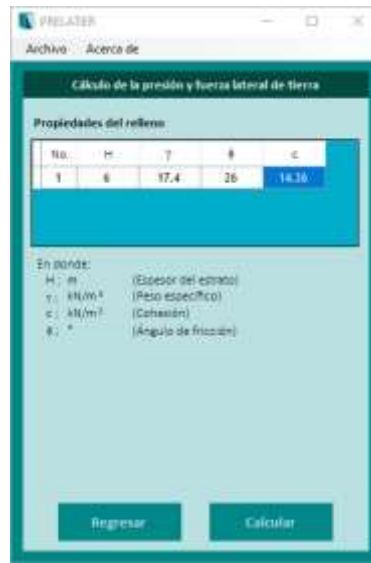 PRELATER
Archivo Acerca de
Cálculo de la presión y fuerza lateral de tierra
Propiedades del relleno
No. H γ ϕ c
1 6 17.4 26 14.36
En donde:
H : m (Espesor del estrato)
γ : kN/m³ (Peso específico)
c : kN/m² (Cohesión)
ϕ : ° (Angulo de fricción)
Regresar Calcular